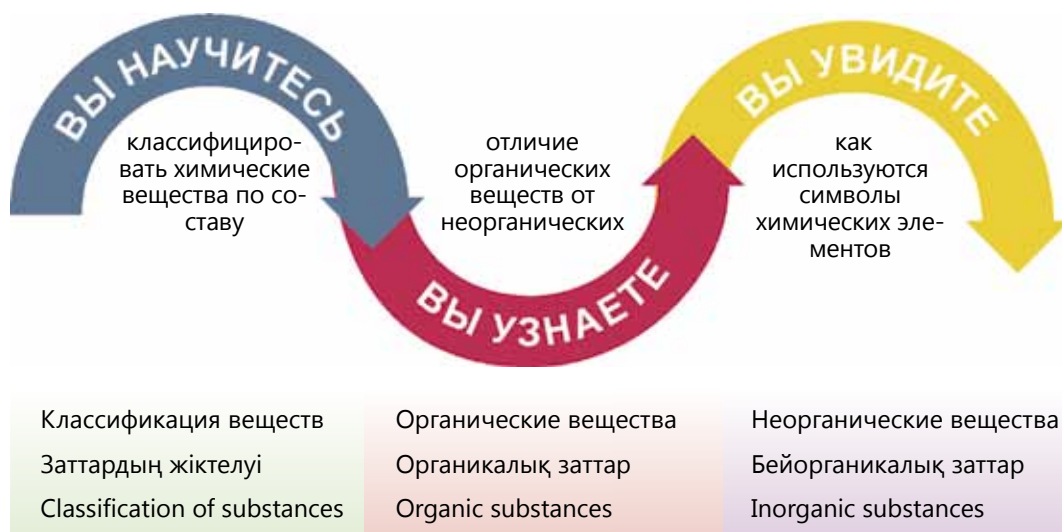 ВЫ НАУЧИТЕСЬ
классифициро-
вать химические
вещества по со-
ставу
ВЫ УЗНАЕТЕ
отличие
органических
веществ от
неорганических
ВЫ УВИДИТЕ
как
используются
символы
химических эле-
ментов
Классификация веществ
Заттардың жіктелуі
Classification of substances
Органические вещества
Органикалық заттар
Organic substances
Неорганические вещества
Бейорганикалық заттар
Inorganic substances